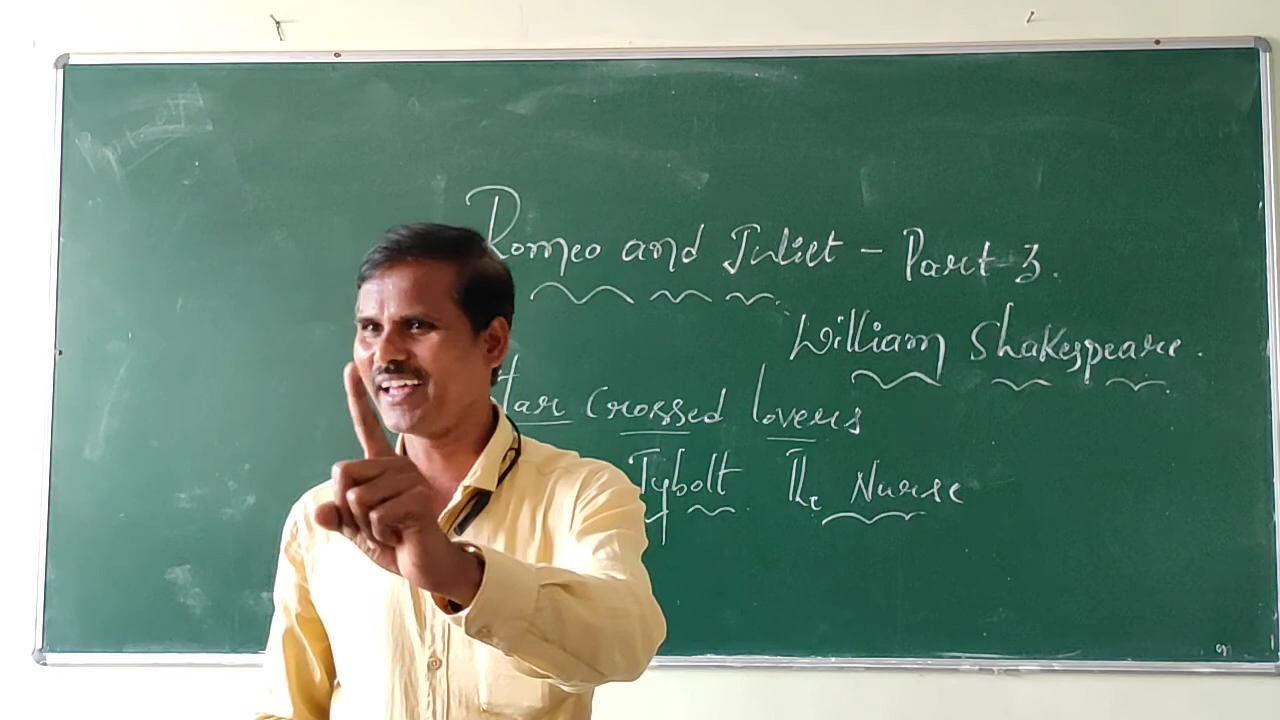 Romeo and Juliet - Part-3.
William Shakespeare.
tar crossed lovers
Tybolt The Nurse